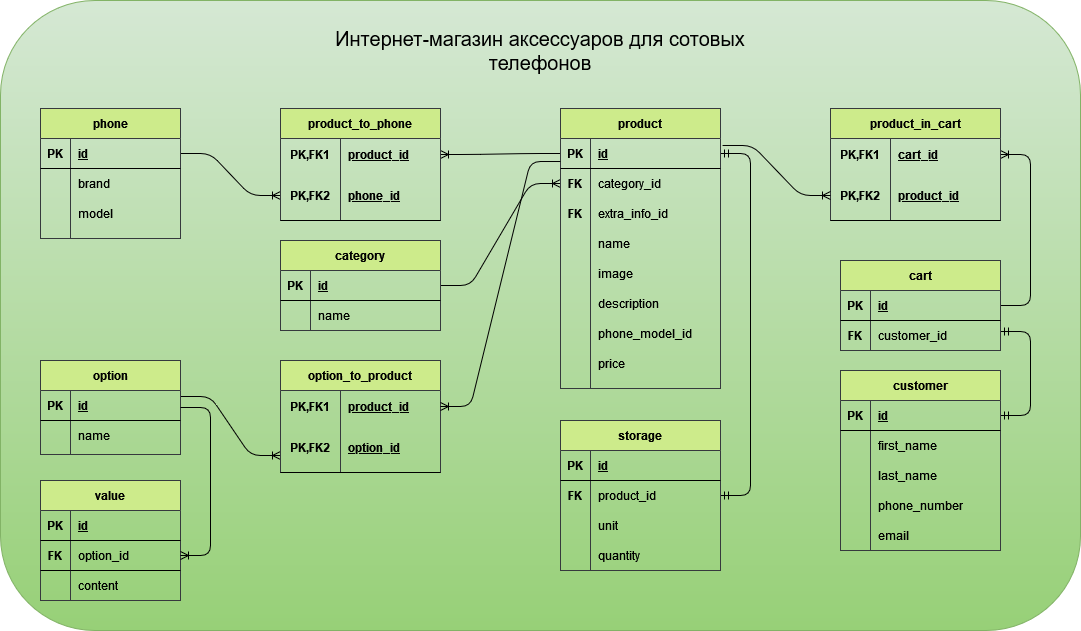 Интернет-магазин аксессуаров для сотовых
телефонов
phone
PK id
brand
model
product_to_phone
PK,FK1 product_id
PK,FK2 phone_id
category
PK id
name
option
PK id
name
option_to_product
PK,FK1 product_id
PK,FK2 option_id
value
PK id
FK option_id
content
product
PK id
FK category_id
FK extra_info_id
name
image
description
phone_model_id
price
storage
PK id
FK product_id
unit
quantity
product_in_cart
PK,FK1 cart_id
PK,FK2 product_id
cart
PK id
FK customer_id
customer
PK id
first_name
last_name
phone_number
email